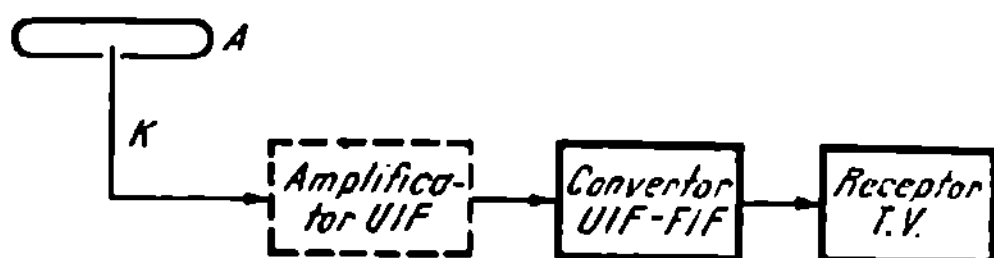 A
K
Amplifica-
tor UIF
Convertor
UIF-FIF
Receptor
T.V.